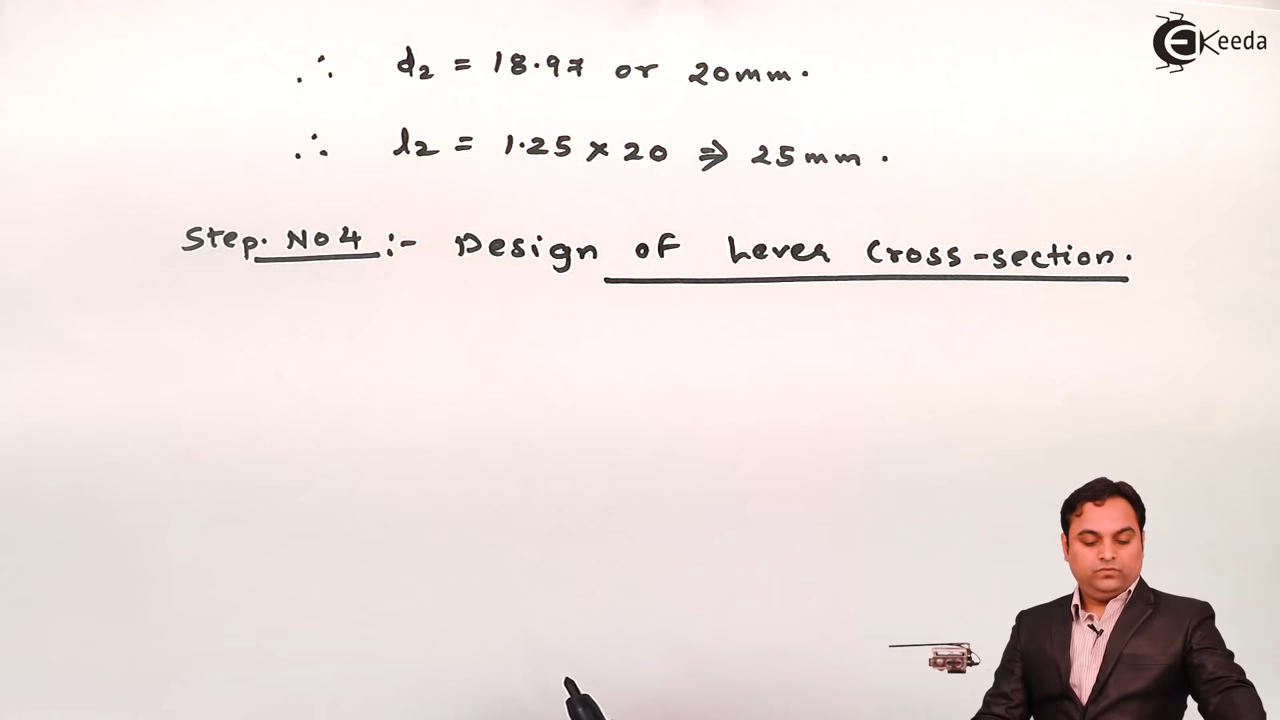 EKeeda
∴ d2 = 18.97 or 20mm.
∴ l2 = 1.25 × 20 ⇒ 25mm.
Step. No 4 :- Design of Lever Cross-section.